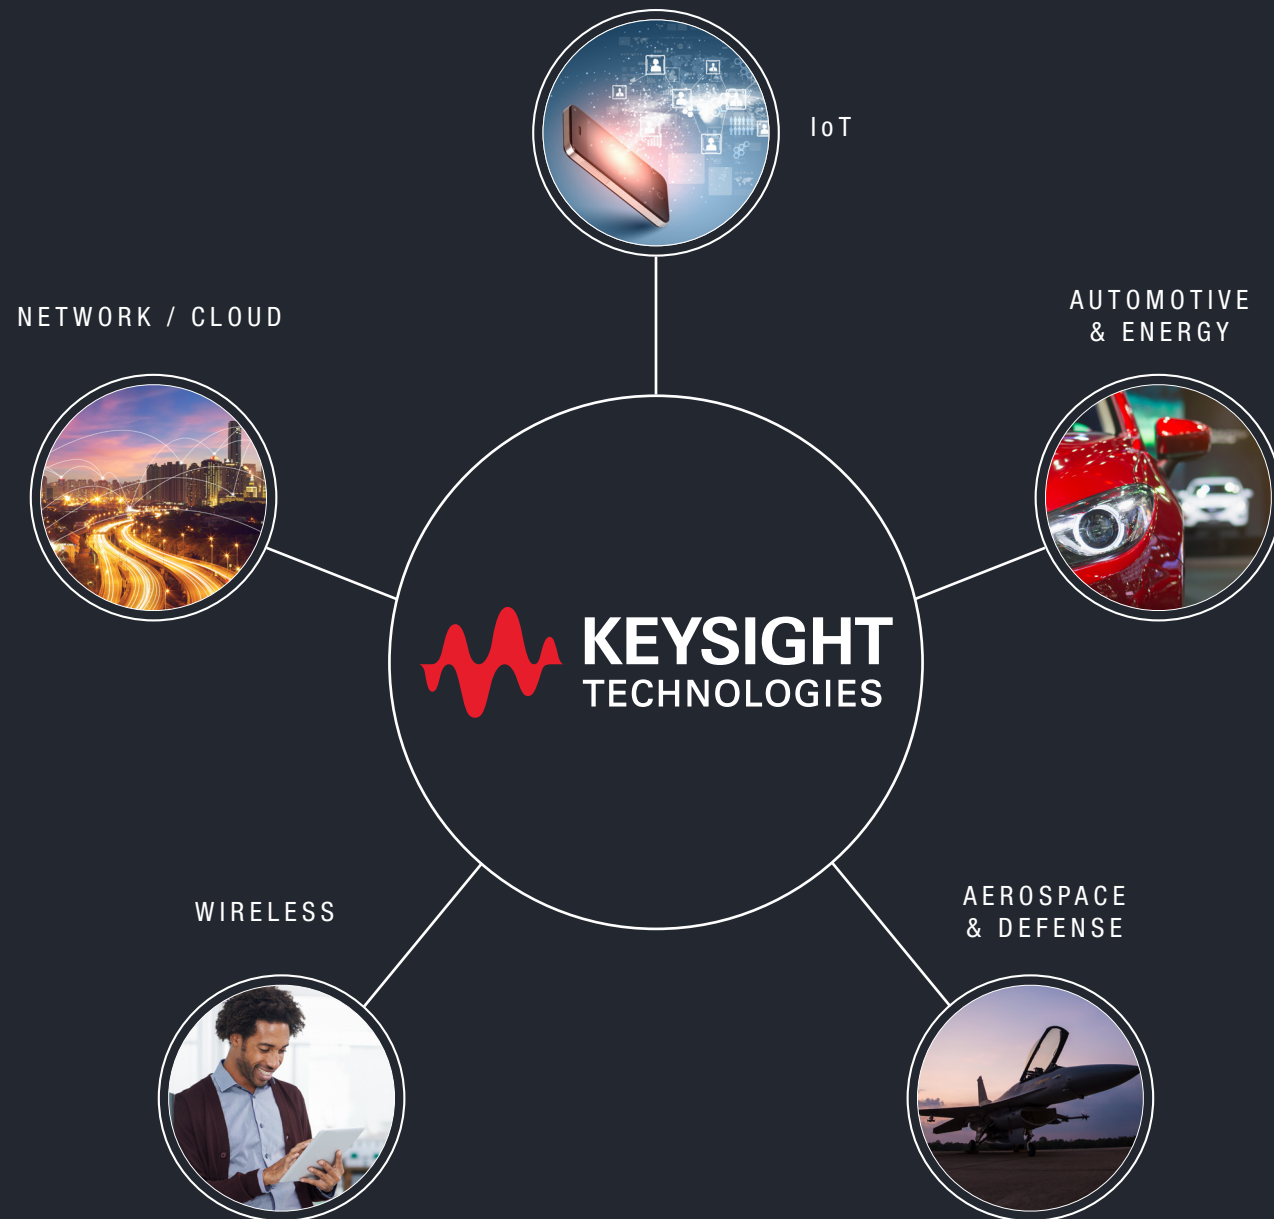 IoT
NETWORK / CLOUD
AUTOMOTIVE
& ENERGY
KEYSIGHT
TECHNOLOGIES
WIRELESS
AEROSPACE
& DEFENSE